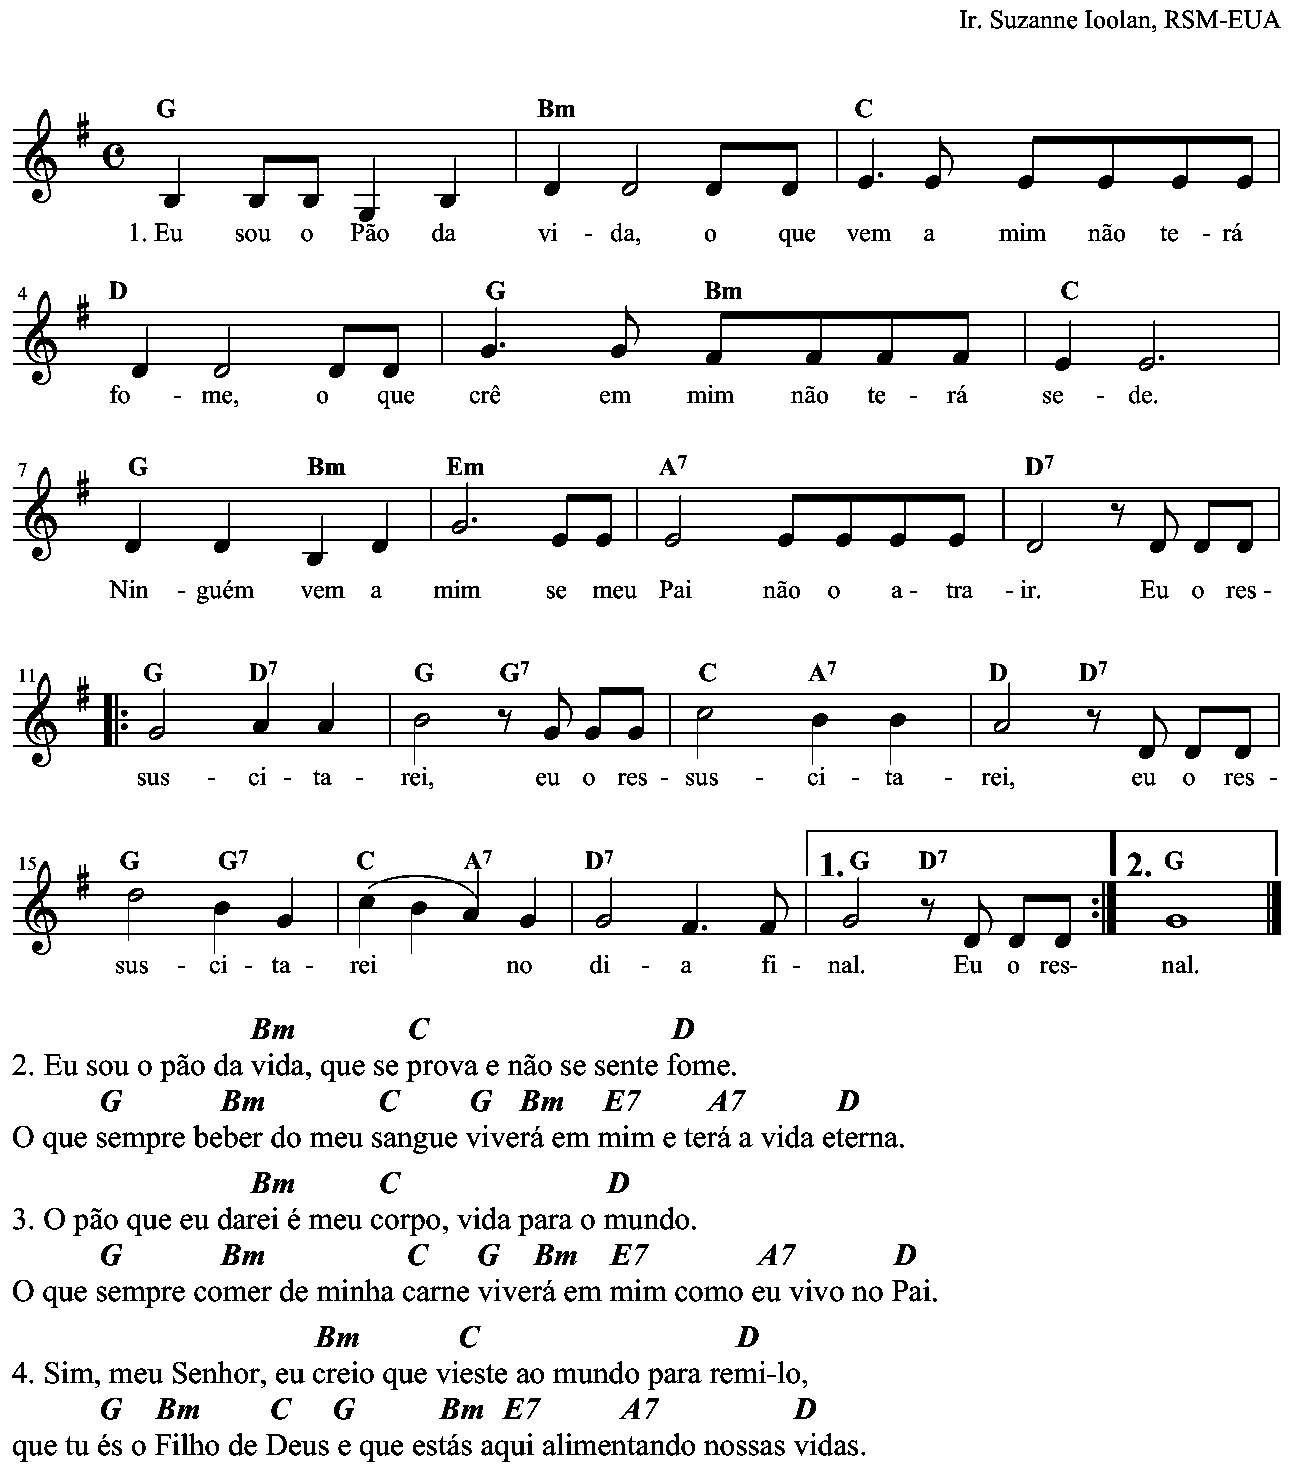 Ir. Suzanne Ioolan, RSM-EUA
G Bm C
1. Eu sou o Pão da vi - da, o que vem a mim não te - rá
4 D G Bm C
fo - me, o que crê em mim não te - rá se - de.
7 G Bm Em A7 D7
Nin - guém vem a mim se meu Pai não o a - tra - ir. Eu o res -
11 G D7 G G7 C A7 D D7
sus - ci - ta - rei, eu o res - sus - ci - ta - rei, eu o res -
15 G G7 C A7 D7 1. G D7 2. G
sus - ci - ta - rei no di - a fi - nal. Eu o res- nal.
Bm C D
2. Eu sou o pão da vida, que se prova e não se sente fome.
G Bm C G Bm E7 A7 D
O que sempre beber do meu sangue viverá em mim e terá a vida eterna.
Bm C D
3. O pão que eu darei é meu corpo, vida para o mundo.
G Bm C G Bm E7 A7 D
O que sempre comer de minha carne viverá em mim como eu vivo no Pai.
Bm C D
4. Sim, meu Senhor, eu creio que vieste ao mundo para remi-lo,
G Bm C G Bm E7 A7 D
que tu és o Filho de Deus e que estás aqui alimentando nossas vidas.